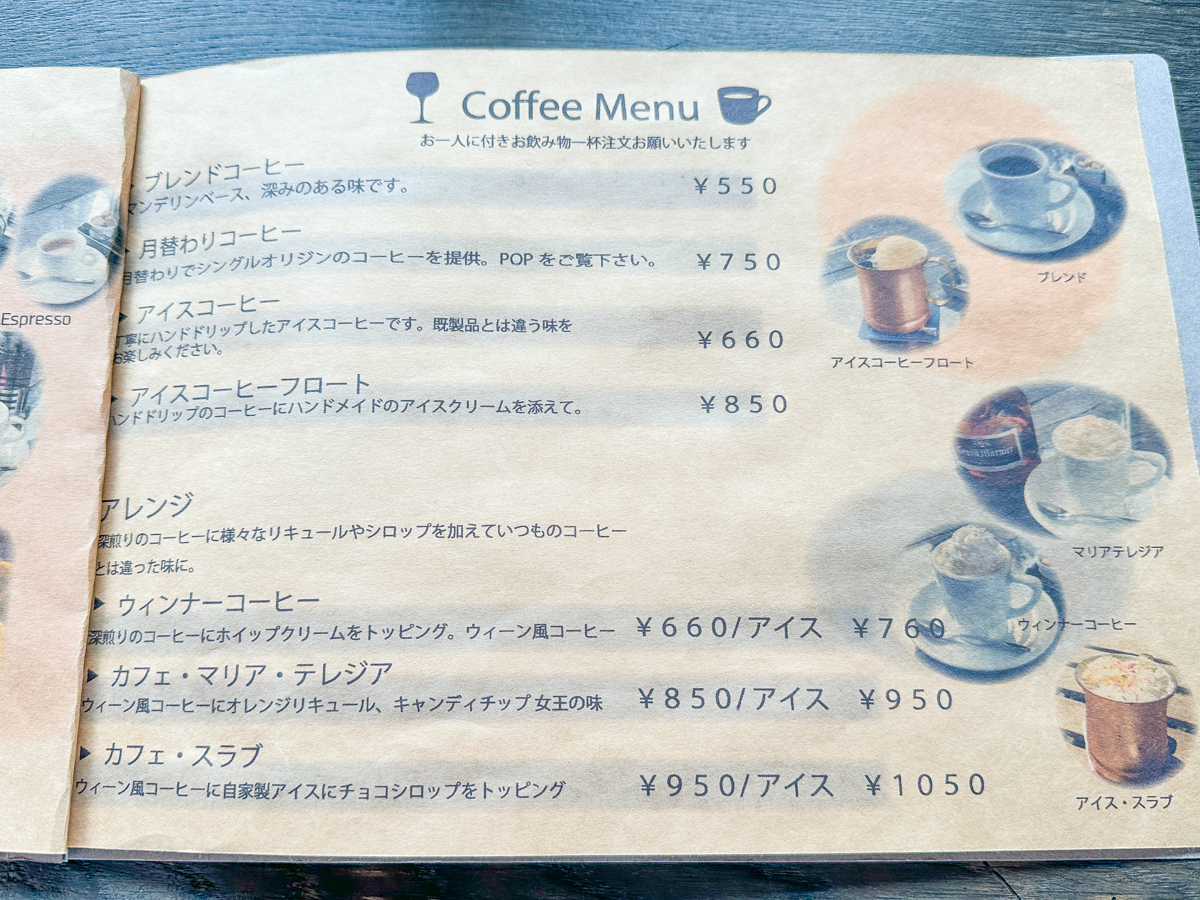 Coffee Menu
お一人に付きお飲み物一杯注文お願いいたします
ブレンドコーヒー
マンデリンベース、深みのある味です。 ¥550
月替わりコーヒー
月替わりでシングルオリジンのコーヒーを提供。POP をご覧下さい。 ¥750
アイスコーヒー
丁寧にハンドドリップしたアイスコーヒーです。既製品とは違う味を
お楽しみください。 ¥660
アイスコーヒーフロート
ハンドドリップのコーヒーにハンドメイドのアイスクリームを添えて。 ¥850
アレンジ
深煎りのコーヒーに様々なリキュールやシロップを加えていつものコーヒー
とは違った味に。
▶ ウィンナーコーヒー
深煎りのコーヒーにホイップクリームをトッピング。ウィーン風コーヒー ¥660/アイス ¥760
▶ カフェ・マリア・テレジア
ウィーン風コーヒーにオレンジリキュール、キャンディチップ 女王の味 ¥850/アイス ¥950
▶ カフェ・スラブ
ウィーン風コーヒーに自家製アイスにチョコシロップをトッピング ¥950/アイス ¥1050
ブレンド
アイスコーヒーフロート
マリアテレジア
ウィンナーコーヒー
アイス・スラブ
Espresso